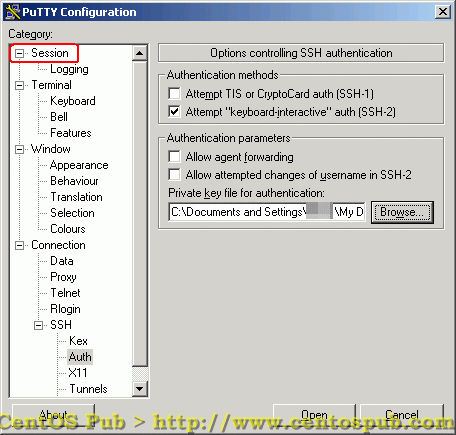 PuTTY Configuration
Category:
Session
Logging
Terminal
Keyboard
Bell
Features
Window
Appearance
Behaviour
Translation
Selection
Colours
Connection
Data
Proxy
Telnet
Rlogin
SSH
Kex
Auth
X11
Tunnels
Options controlling SSH authentication
Authentication methods
Attempt TIS or CryptoCard auth (SSH-1)
Attempt "keyboard-interactive" auth (SSH-2)
Authentication parameters
Allow agent forwarding
Allow attempted changes of username in SSH-2
Private key file for authentication:
C:\Documents and Settings\ \My D
Browse...
About
Open
Cancel
CentOS Pub > http://www.centospub.com